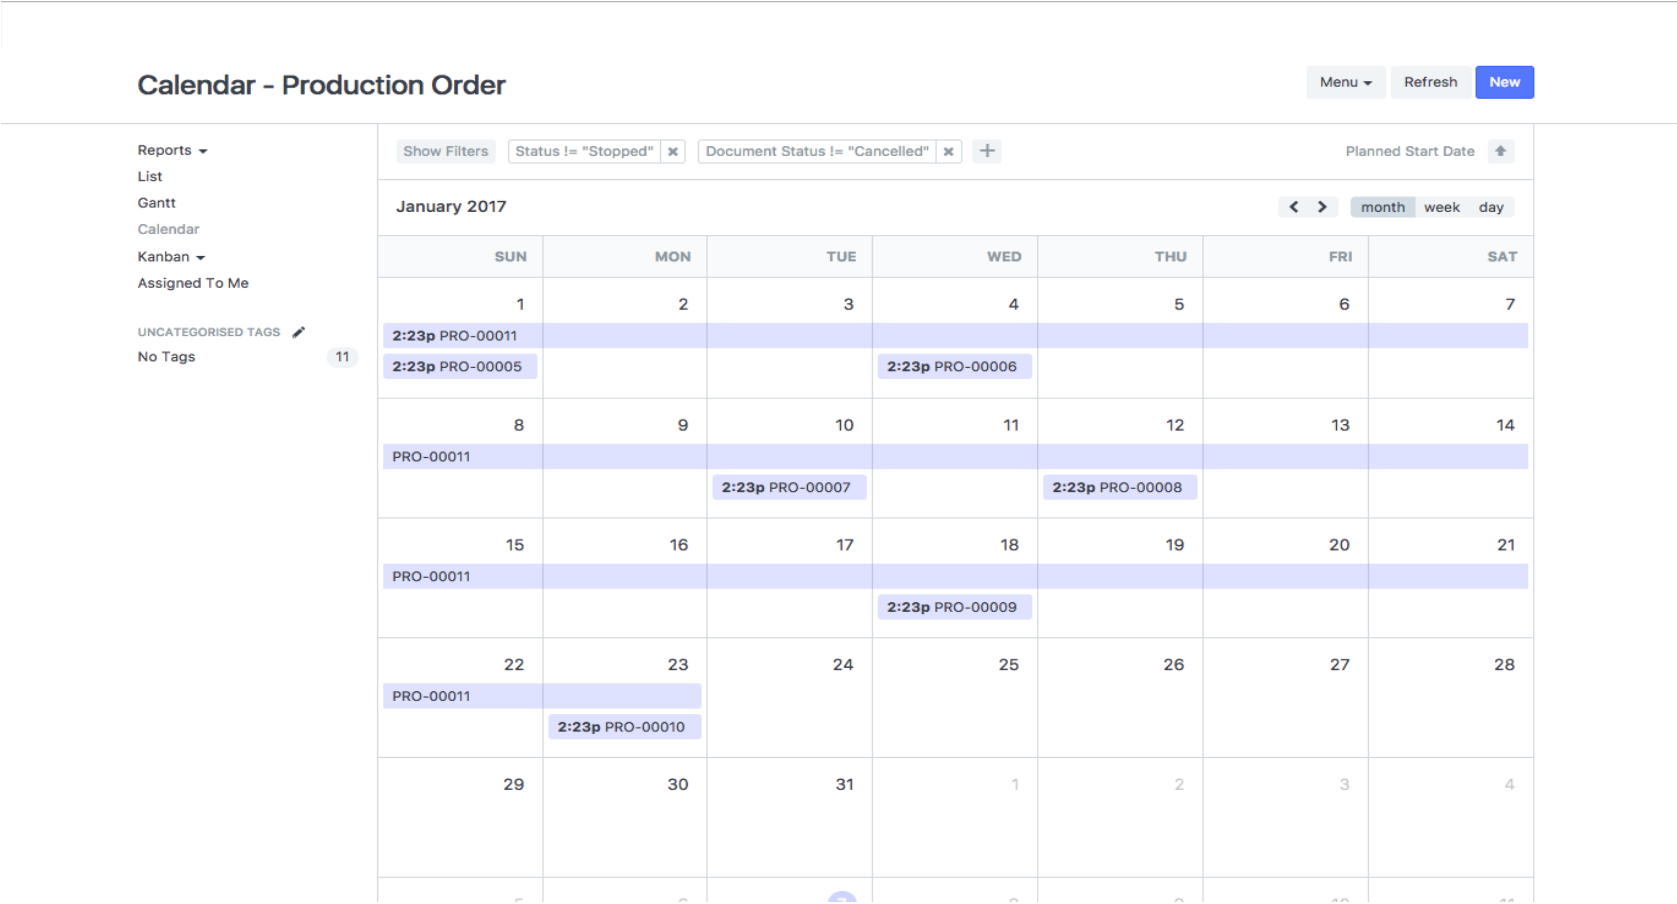 Calendar - Production Order
Menu Refresh New
Reports
List
Gantt
Calendar
Kanban
Assigned To Me
UNCATEGORISED TAGS
No Tags 11
Show Filters Status != "Stopped" Document Status != "Cancelled" Planned Start Date
January 2017 month week day
SUN MON TUE WED THU FRI SAT
1 2 3 4 5 6 7
2:23p PRO-00011
2:23p PRO-00005 2:23p PRO-00006
8 9 10 11 12 13 14
PRO-00011
2:23p PRO-00007 2:23p PRO-00008
15 16 17 18 19 20 21
PRO-00011
2:23p PRO-00009
22 23 24 25 26 27 28
PRO-00011
2:23p PRO-00010
29 30 31 1 2 3 4